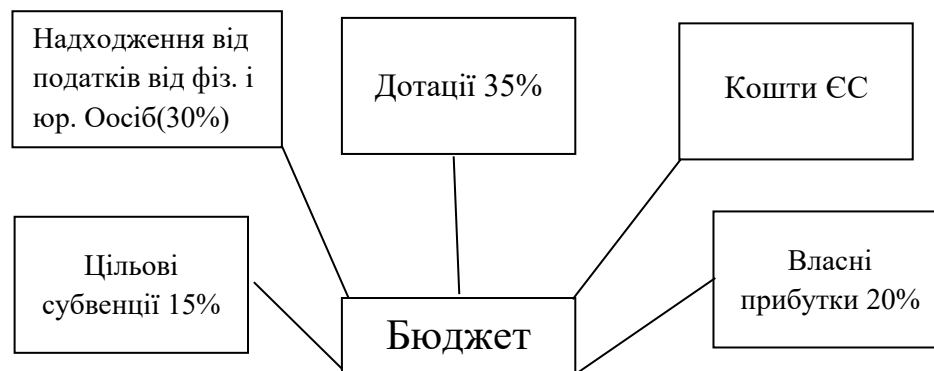 Надходження від
податків від фіз. і
юр. Оосіб(30%)
Дотації 35%
Кошти ЄС
Цільові
субвенції 15%
Власні
прибутки 20%
Бюджет